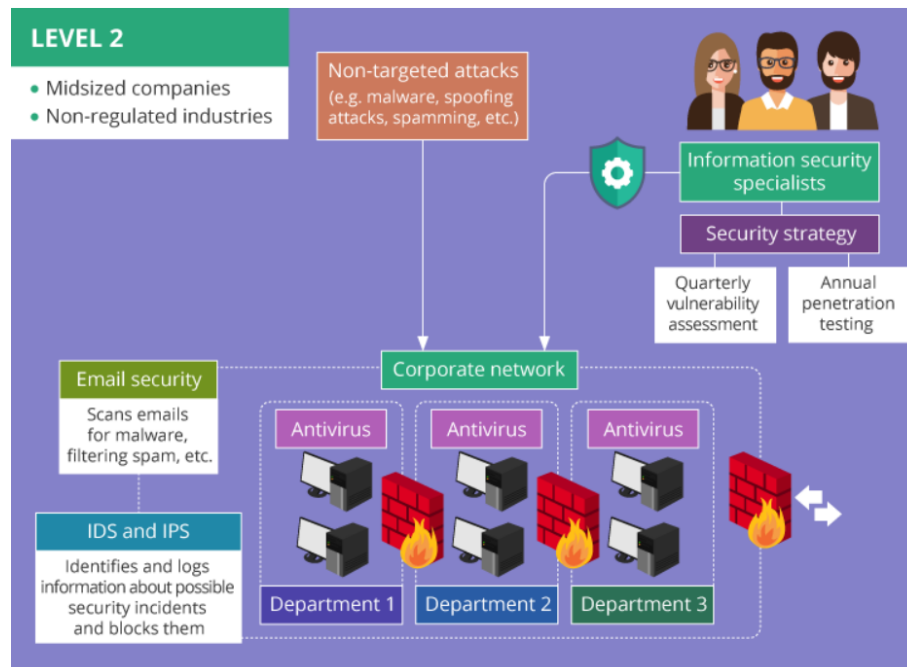 LEVEL 2
• Midsized companies
• Non-regulated industries
Non-targeted attacks
(e.g. malware, spoofing
attacks, spamming, etc.)
Information security
specialists
Security strategy
Quarterly
vulnerability
assessment
Annual
penetration
testing
Corporate network
Email security
Scans emails
for malware,
filtering spam, etc.
IDS and IPS
Identifies and logs
information about possible
security incidents
and blocks them
Antivirus
Antivirus
Antivirus
Department 1
Department 2
Department 3